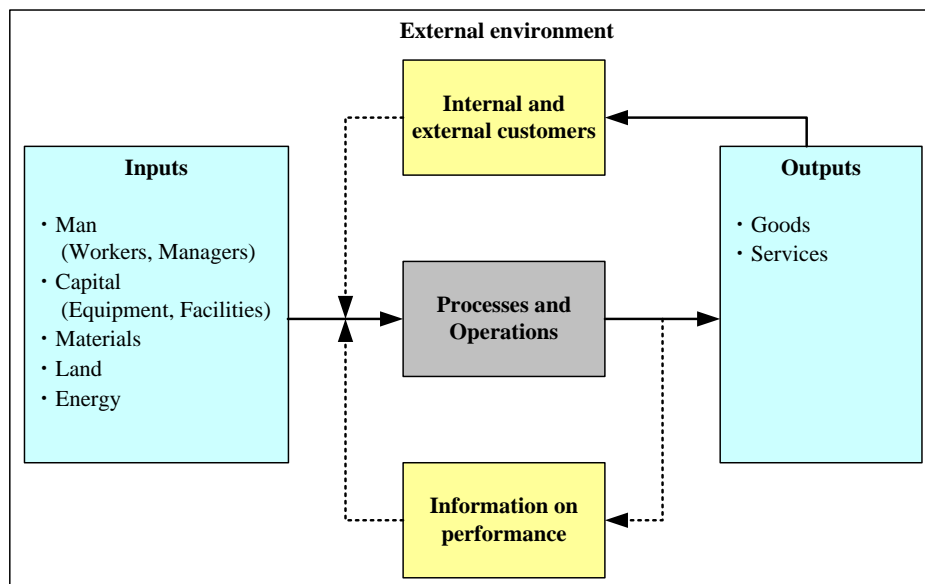 External environment
Internal and
external customers
Inputs
・Man
(Workers, Managers)
・Capital
(Equipment, Facilities)
・Materials
・Land
・Energy
Processes and
Operations
Outputs
・Goods
・Services
Information on
performance